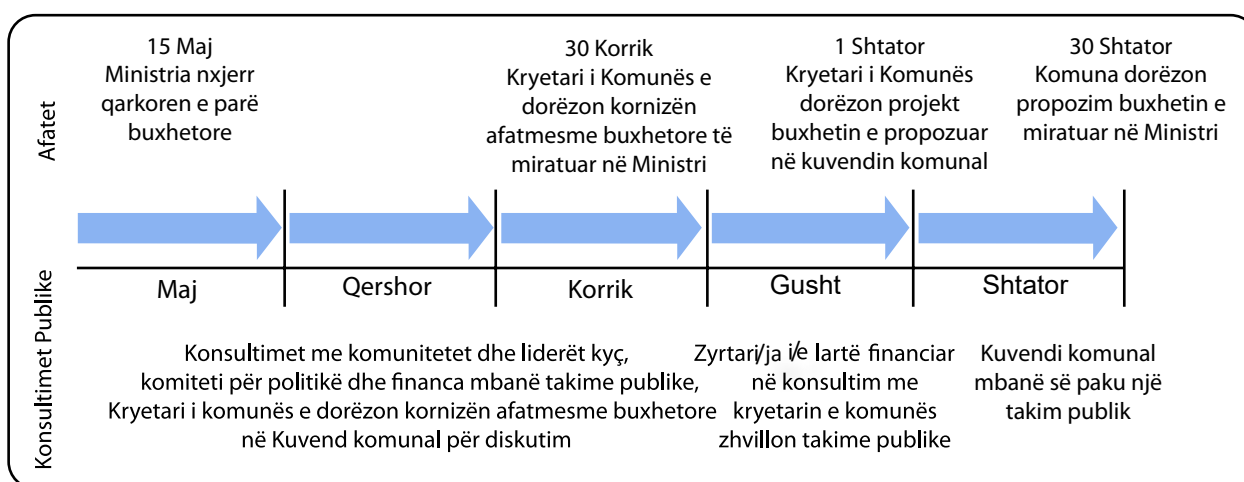 Afatet
15 Maj
Ministria nxjerr
qarkoren e parë
buxhetore
30 Korrik
Kryetari i Komunës e
dorëzon kornizën
afatmesme buxhetore të
miratuar në Ministri
1 Shtator
Kryetari i Komunës
dorëzon projekt
buxhetin e propozuar
në kuvendin komunal
30 Shtator
Komuna dorëzon
propozim buxhetin e
miratuar në Ministri
Maj
Qershor
Korrik
Gusht
Shtator
Konsultimet Publike
Konsultimet me komunitetet dhe liderët kyç,
komiteti për politikë dhe financa mbanë takime publike,
Kryetari i komunës e dorëzon kornizën afatmesme buxhetore
në Kuvend komunal për diskutim
Zyrtari/ja i/e lartë financiar
në konsultim me
kryetarin e komunës
zhvillon takime publike
Kuvendi komunal
mbanë së paku një
takim publik